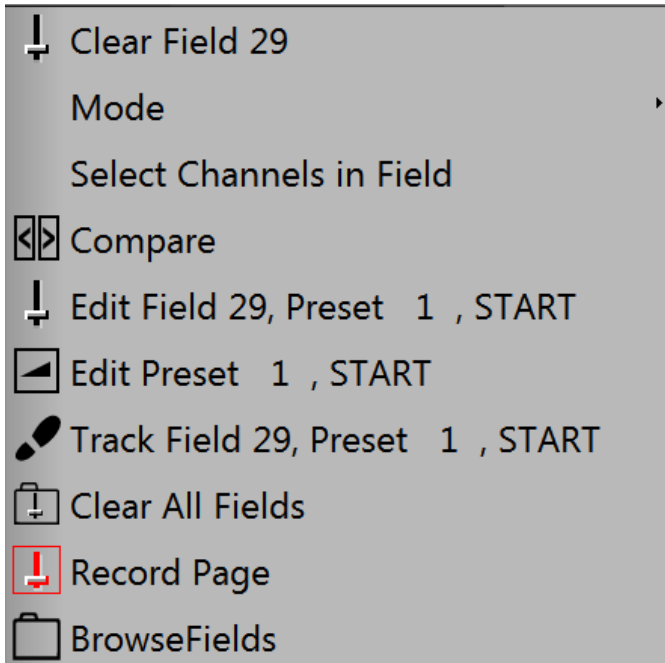 Clear Field 29
Mode
Select Channels in Field
Compare
Edit Field 29, Preset   1  , START
Edit Preset   1  , START
Track Field 29, Preset   1  , START
Clear All Fields
Record Page
BrowseFields